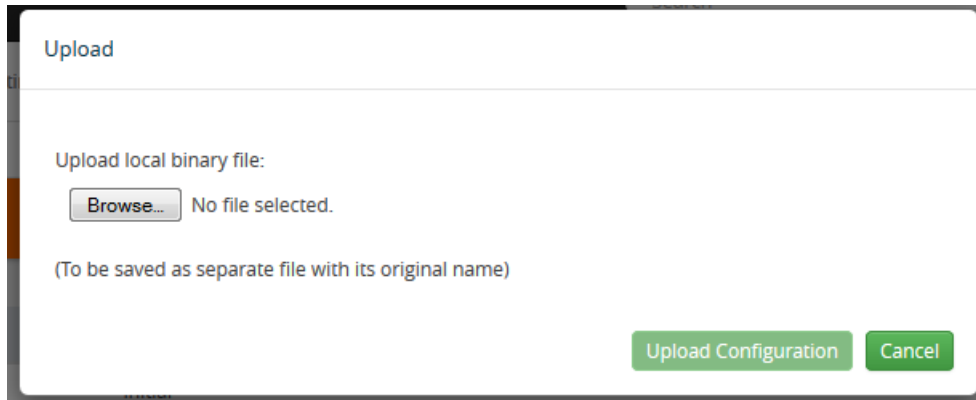 Upload
Upload local binary file:
Browse... No file selected.
(To be saved as separate file with its original name)
Upload Configuration Cancel